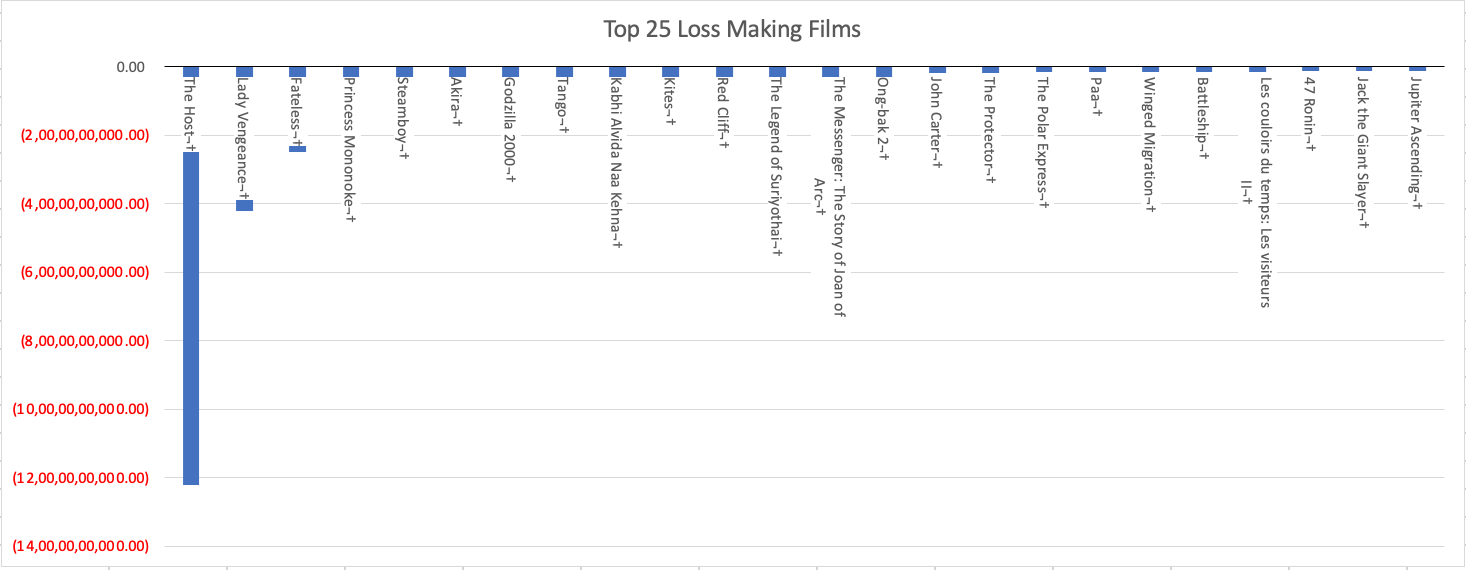 Top 25 Loss Making Films
0.00
(2,00,00,00,000.00)
(4,00,00,00,000.00)
(6,00,00,00,000.00)
(8,00,00,00,000.00)
(10,00,00,00,000.00)
(12,00,00,00,000.00)
(14,00,00,00,000.00)
The Host¬†
Lady Vengeance¬†
Fateless¬†
Princess Mononoke¬†
Steamboy¬†
Akira¬†
Godzilla 2000¬†
Tango¬†
Kabhi Alvida Naa Kehna¬†
Kites¬†
Red Cliff¬†
The Legend of Suriyothai¬†
The Messenger: The Story of Joan of
Arc¬†
Ong-bak 2¬†
John Carter¬†
The Protector¬†
The Polar Express¬†
Paa¬†
Winged Migration¬†
Battleship¬†
Les couloirs du temps: Les visiteurs
II¬†
47 Ronin¬†
Jack the Giant Slayer¬†
Jupiter Ascending¬†